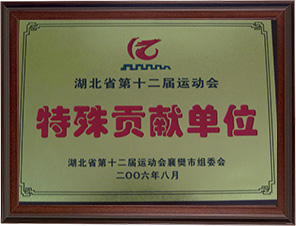 湖北省第十二届运动会
特殊贡献单位
湖北省第十二届运动会襄樊市组委会
二〇〇六年八月